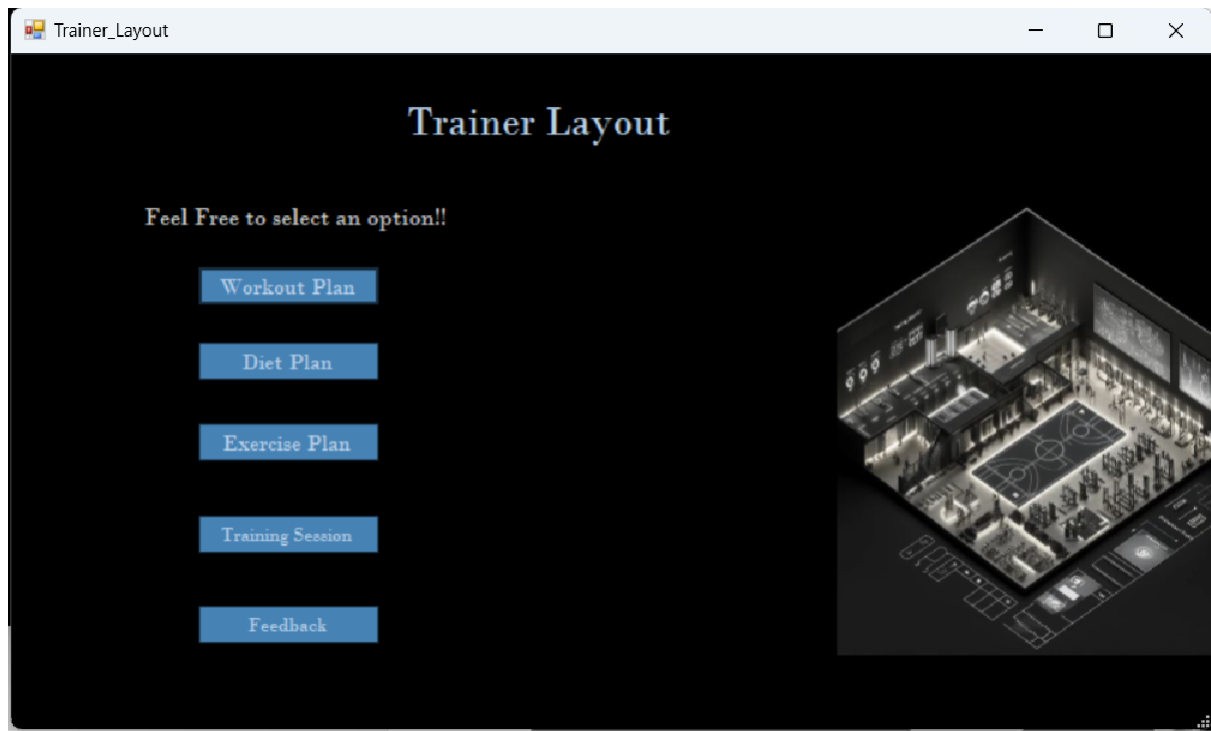 Trainer_Layout
Trainer Layout
Feel Free to select an option!!
Workout Plan
Diet Plan
Exercise Plan
Training Session
Feedback